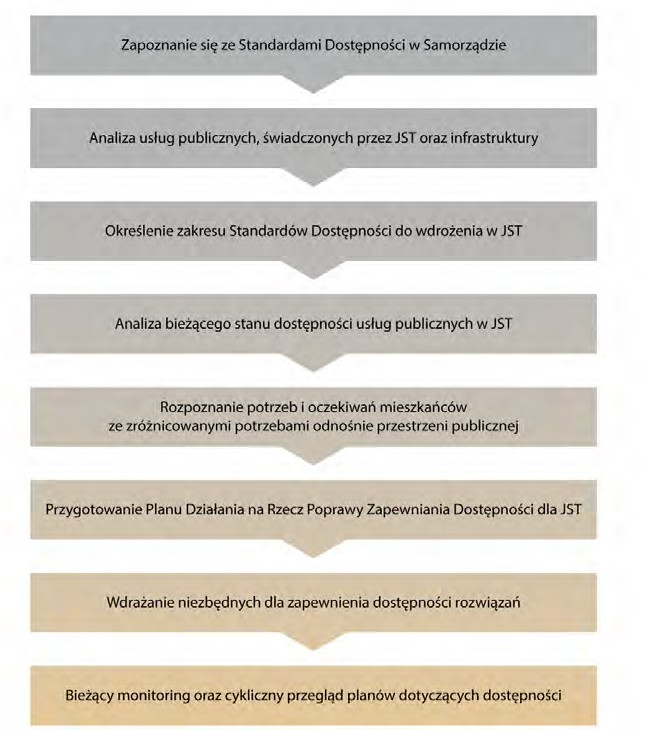 Zapoznanie się ze Standardami Dostępności w Samorządzie
Analiza usług publicznych, świadczonych przez JST oraz infrastruktury
Określenie zakresu Standardów Dostępności do wdrożenia w JST
Analiza bieżącego stanu dostępności usług publicznych w JST
Rozpoznanie potrzeb i oczekiwań mieszkańców
ze zróżnicowanymi potrzebami odnośnie przestrzeni publicznej
Przygotowanie Planu Działania na Rzecz Poprawy Zapewniania Dostępności dla JST
Wdrażanie niezbędnych dla zapewnienia dostępności rozwiązań
Bieżący monitoring oraz cykliczny przegląd planów dotyczących dostępności